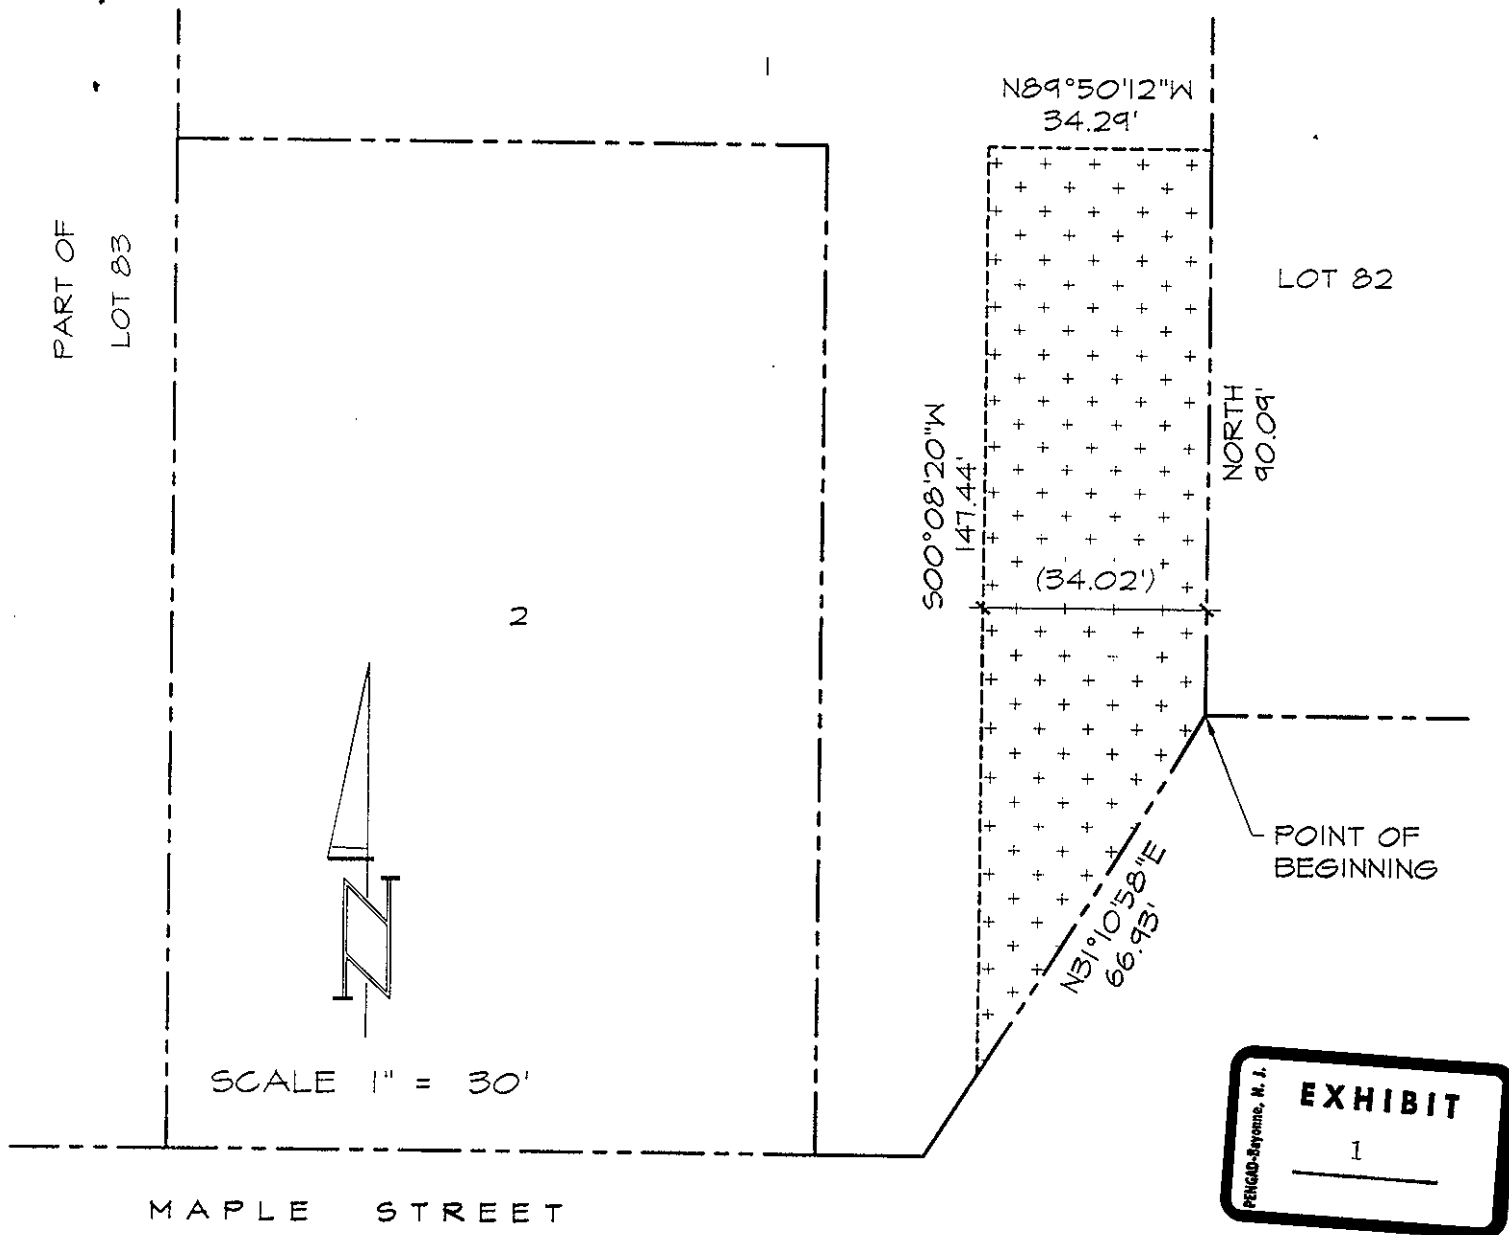 1
N89°50'12"W
34.29'
PART OF
LOT 83
LOT 82
NORTH
90.09'
S00°08'20"W
147.44'
(34.02')
2
POINT OF
BEGINNING
N31°10'58"E
66.93'
N
SCALE 1" = 30'
MAPLE STREET
PENGAD-Bayonne, N. J.
EXHIBIT
1